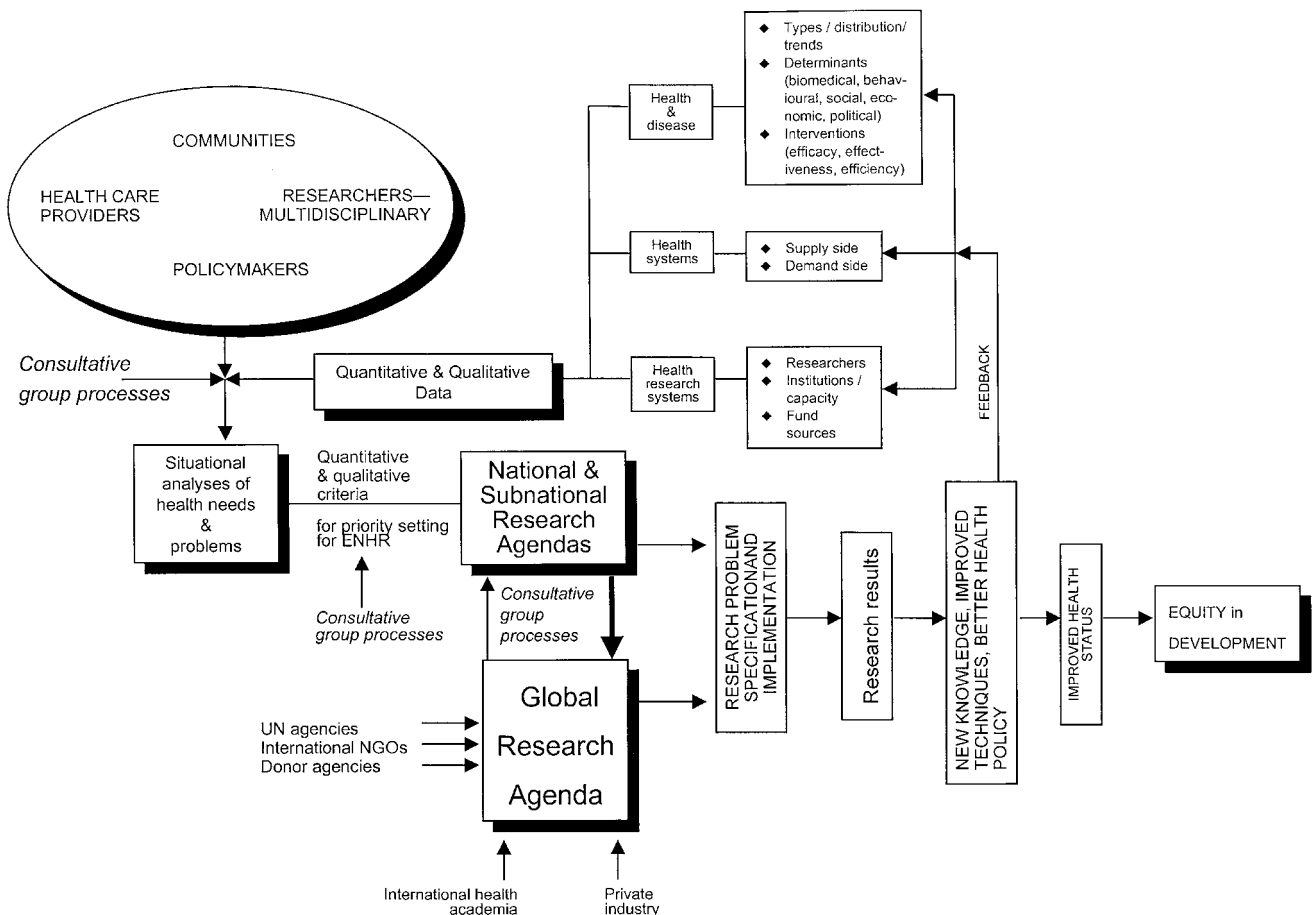 COMMUNITIES
HEALTH CARE
PROVIDERS
RESEARCHERS—
MULTIDISCIPLINARY
POLICYMAKERS
Consultative
group processes
Quantitative & Qualitative
Data
Health
&
disease
◆ Types / distribution/
trends
◆ Determinants
(biomedical, behav-
ioural, social, eco-
nomic, political)
◆ Interventions
(efficacy, effect-
iveness, efficiency)
Health
systems
◆ Supply side
◆ Demand side
Health
research
systems
◆ Researchers
◆ Institutions /
capacity
◆ Fund
sources
FEEDBACK
Situational
analyses of
health needs
&
problems
Quantitative
& qualitative
criteria
for priority setting
for ENHR
Consultative
group processes
National &
Subnational
Research
Agendas
Consultative
group
processes
Global
Research
Agenda
UN agencies
International NGOs
Donor agencies
International health
academia
Private
industry
RESEARCH PROBLEM
SPECIFICATIONAND
IMPLEMENTATION
Research results
NEW KNOWLEDGE, IMPROVED
TECHNIQUES, BETTER HEALTH
POLICY
IMPROVED HEALTH
STATUS
EQUITY in
DEVELOPMENT